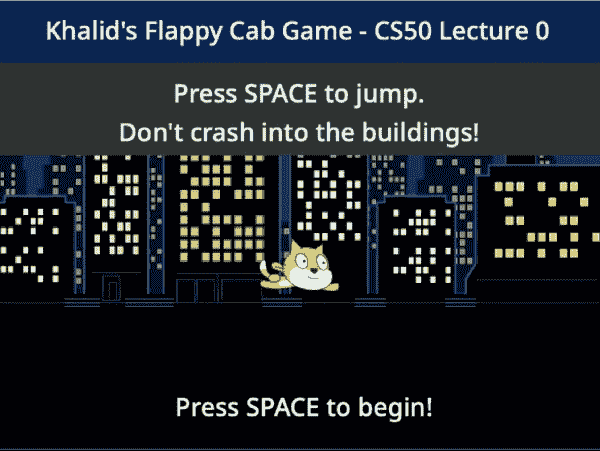 Khalid's Flappy Cab Game - CS50 Lecture 0
Press SPACE to jump.
Don't crash into the buildings!
Press SPACE to begin!